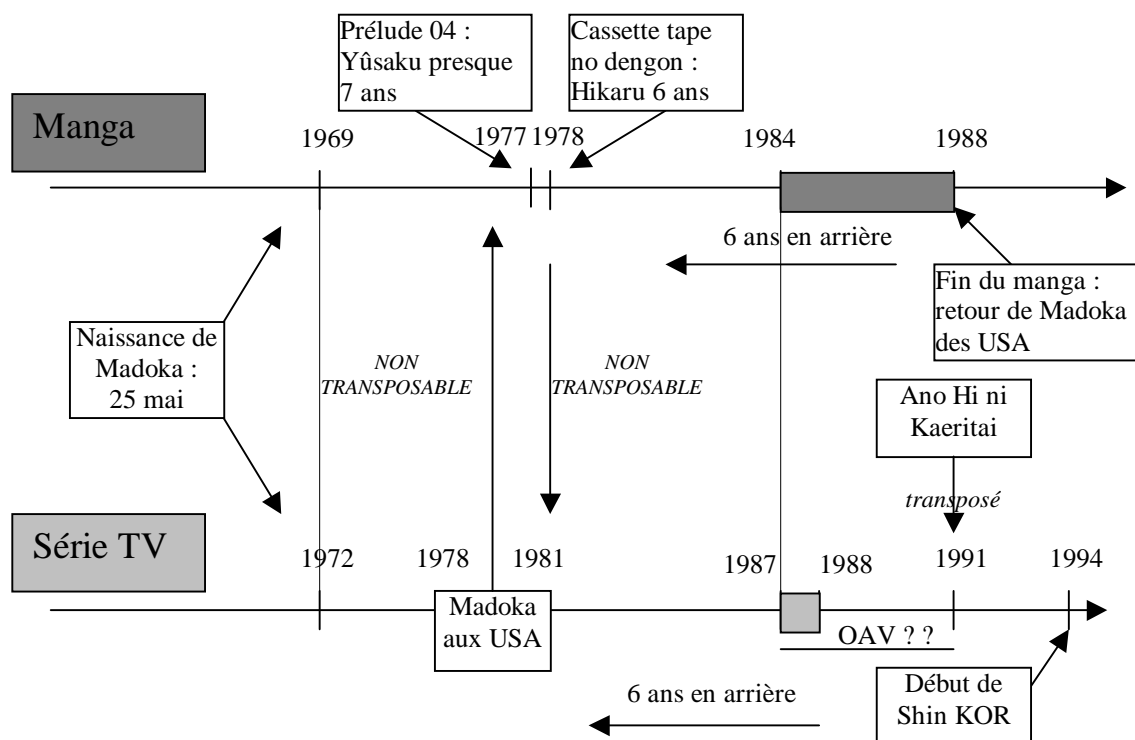 Prélude 04 :
Yûsaku presque
7 ans
Cassette tape
no dengon :
Hikaru 6 ans
Manga
1969
1977
1978
1984
1988
6 ans en arrière
Fin du manga :
retour de Madoka
des USA
Naissance de
Madoka :
25 mai
NON
TRANSPOSABLE
NON
TRANSPOSABLE
Ano Hi ni
Kaeritai
transposé
Série TV
1972
1978
1981
1987
1988
1991
1994
Madoka
aux USA
OAV ? ?
6 ans en arrière
Début de
Shin KOR